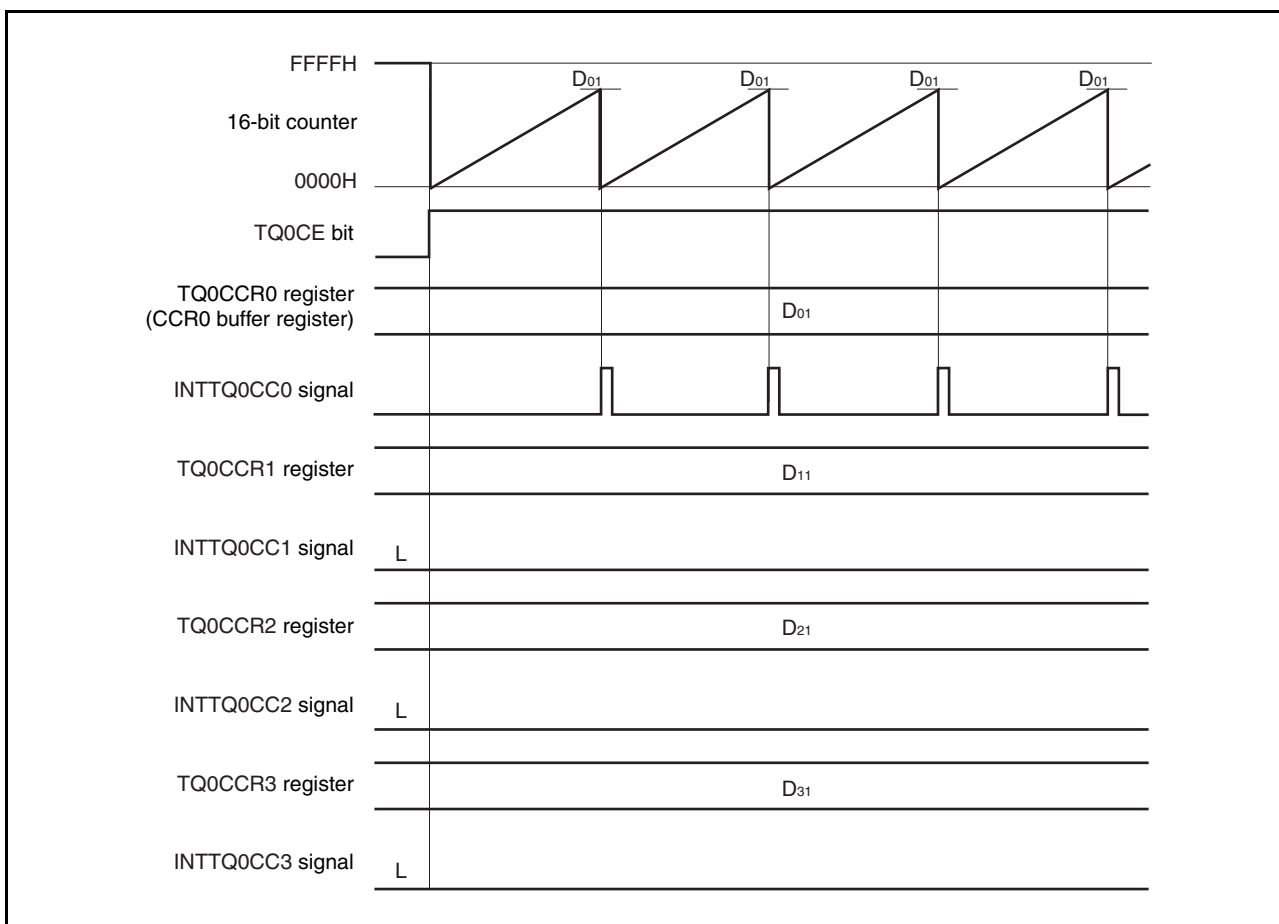 FFFFH
D01 D01 D01 D01
16-bit counter
0000H
TQ0CE bit
TQ0CCR0 register
(CCR0 buffer register)
D01
INTTQ0CC0 signal
TQ0CCR1 register
D11
INTTQ0CC1 signal
L
TQ0CCR2 register
D21
INTTQ0CC2 signal
L
TQ0CCR3 register
D31
INTTQ0CC3 signal
L